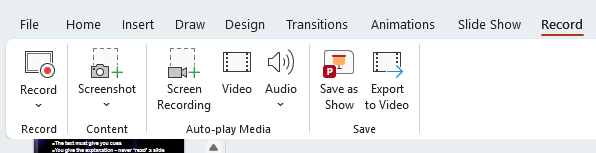 File Home Insert Draw Design Transitions Animations Slide Show Record
Record Screenshot Screen Recording Video Audio Save as Show Export to Video
Record Content Auto-play Media Save
P
The text must give you cues
You give the explanation – never "read" a slide